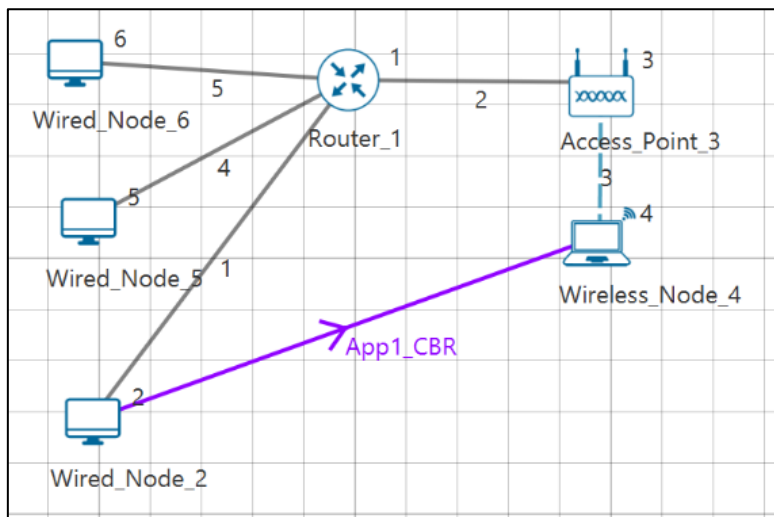 6
1
3
5
2
Wired_Node_6
Router_1
Access_Point_3
4
3
5
4
Wired_Node_5
1
Wireless_Node_4
App1_CBR
2
Wired_Node_2